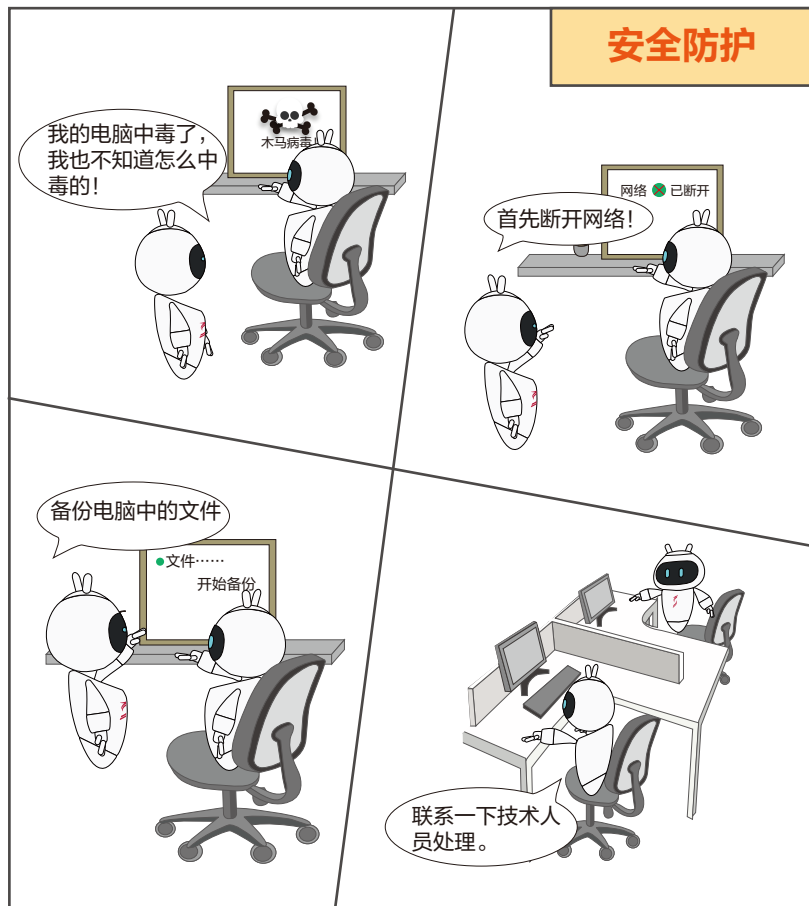 安全防护
我的电脑中毒了，
我也不知道怎么中
毒的！
木马病毒！
首先断开网络！
网络 已断开
备份电脑中的文件
文件……
开始备份
联系一下技术人
员处理。